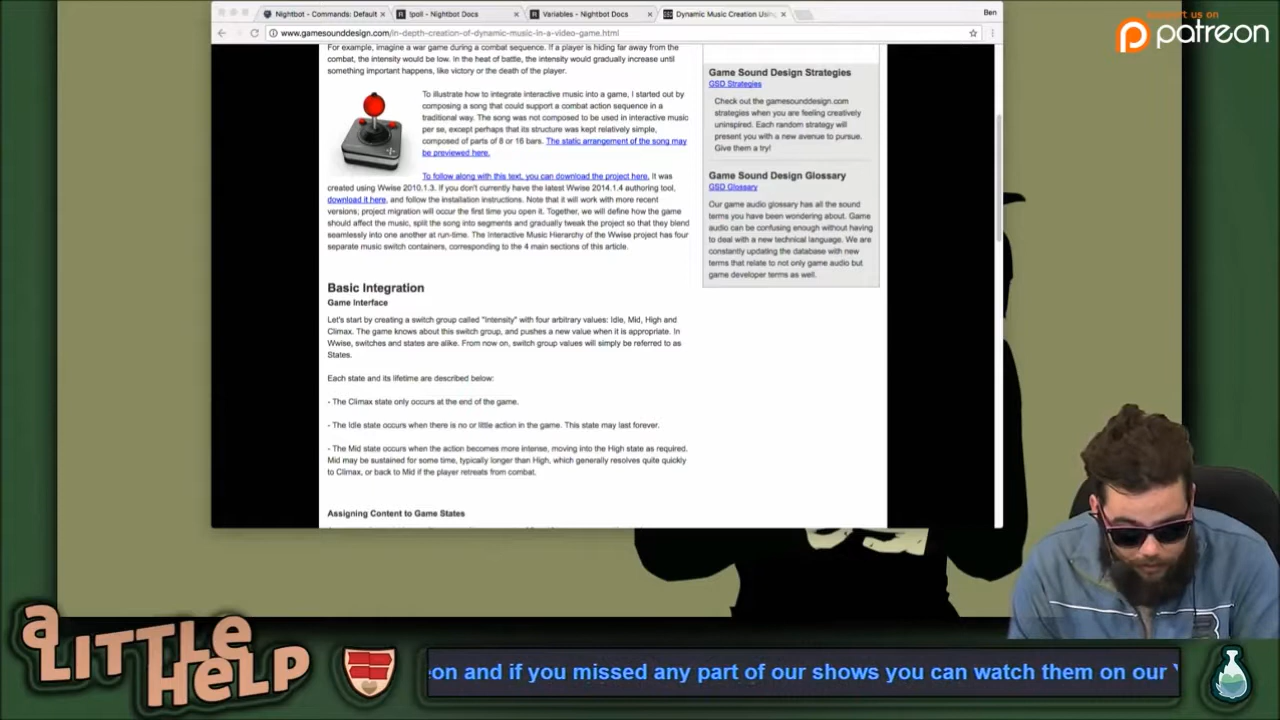 support us on
patreon
Nightbot - Commands: Default
lpoll - Nightbot Docs
Variables - Nightbot Docs
Dynamic Music Creation Usin
Ben
www.gamesounddesign.com/in-depth-creation-of-dynamic-music-in-a-video-game.html
For example, imagine a war game during a combat sequence. If a player is hiding far away from the
combat, the intensity would be low. In the heat of battle, the intensity would gradually increase until
something important happens, like victory or the death of the player.
To illustrate how to integrate interactive music into a game, I started out by
composing a song that could support a combat action sequence in a
traditional way. The song was not composed to be used in interactive music
per se, except perhaps that its structure was kept relatively simple,
composed of parts of 8 or 16 bars. The static arrangement of the song may
be previewed here.
To follow along with this text, you can download the project here. It was
created using Wwise 2010.1.3. If you don't currently have the latest Wwise 2014.1.4 authoring tool,
download it here, and follow the installation instructions. Note that it will work with more recent
versions; project migration will occur the first time you open it. Together, we will define how the game
should affect the music, split the song into segments and gradually tweak the project so that they blend
seamlessly into one another at run-time. The Interactive Music Hierarchy of the Wwise project has four
separate music switch containers, corresponding to the 4 main sections of this article.
Basic Integration
Game Interface
Let's start by creating a switch group called "Intensity" with four arbitrary values: Idle, Mid, High and
Climax. The game knows about this switch group, and pushes a new value when it is appropriate. In
Wwise, switches and states are alike. From now on, switch group values will simply be referred to as
States.
Each state and its lifetime are described below:
- The Climax state only occurs at the end of the game.
- The Idle state occurs when there is no or little action in the game. This state may last forever.
- The Mid state occurs when the action becomes more intense, moving into the High state as required.
Mid may be sustained for some time, typically longer than High, which generally resolves quite quickly
to Climax, or back to Mid if the player retreats from combat.
Assigning Content to Game States
Game Sound Design Strategies
GSD Strategies
Check out the gamesounddesign.com
strategies when you are feeling creatively
uninspired. Each random strategy will
present you with a new avenue to pursue.
Give them a try!
Game Sound Design Glossary
GSD Glossary
Our game audio glossary has all the sound
terms you have been wondering about. Game
audio can be confusing enough without having
to deal with a new technical language. We are
constantly updating the database with new
terms that relate to not only game audio but
game developer terms as well.
a
LITTLE
HELP
on and if you missed any part of our shows you can watch them on our